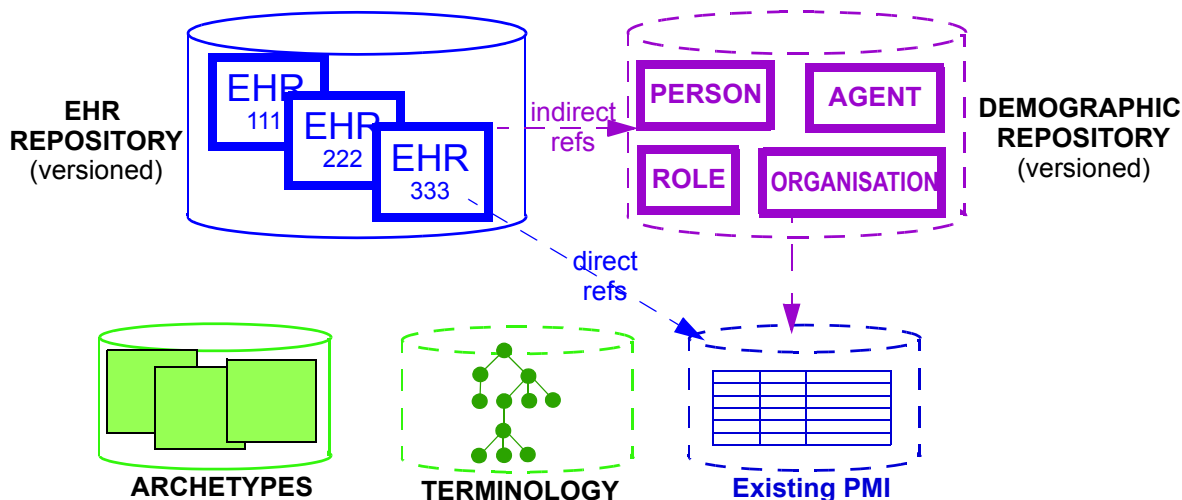 EHR
REPOSITORY
(versioned)
EHR
111
EHR
222
EHR
333
indirect
refs
direct
refs
PERSON
AGENT
ROLE
ORGANISATION
DEMOGRAPHIC
REPOSITORY
(versioned)
ARCHETYPES
TERMINOLOGY
Existing PMI